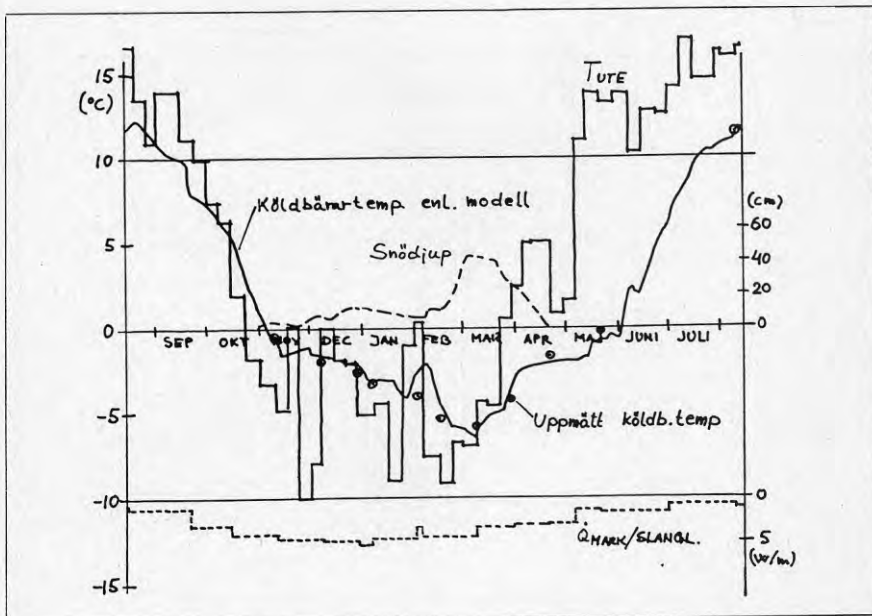 15
(°C)
10
5
0
-5
-10
-15
TUTE
Köldbärartemp. enl. modell
Snödjup
(cm)
60
40
20
0
SEP OKT NOV DEC JAN FEB MAR APR MAJ JUNI JULI
Uppmätt köldb.temp
0
Q̇MARK/SLANGL.
5
(W/m)